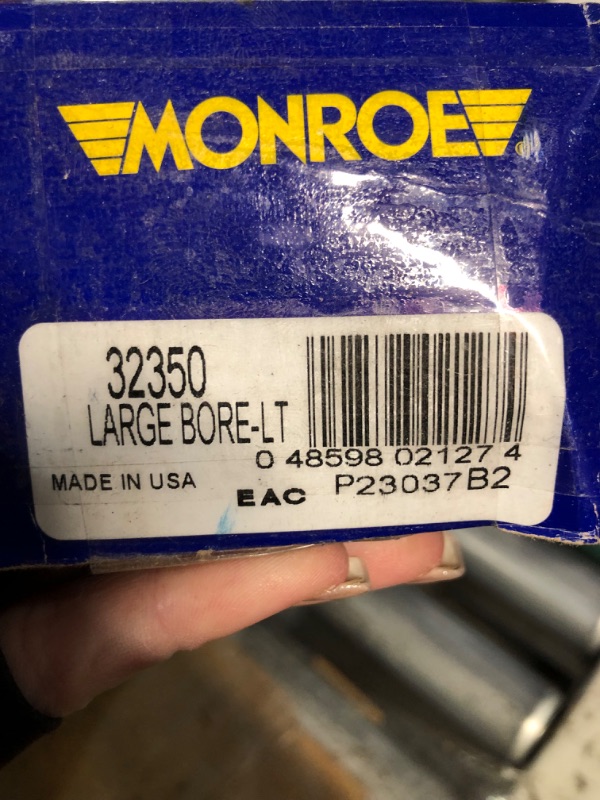 MONROE
32350
LARGE BORE-LT
0 48598 02127 4
MADE IN USA
EAC P23037B2